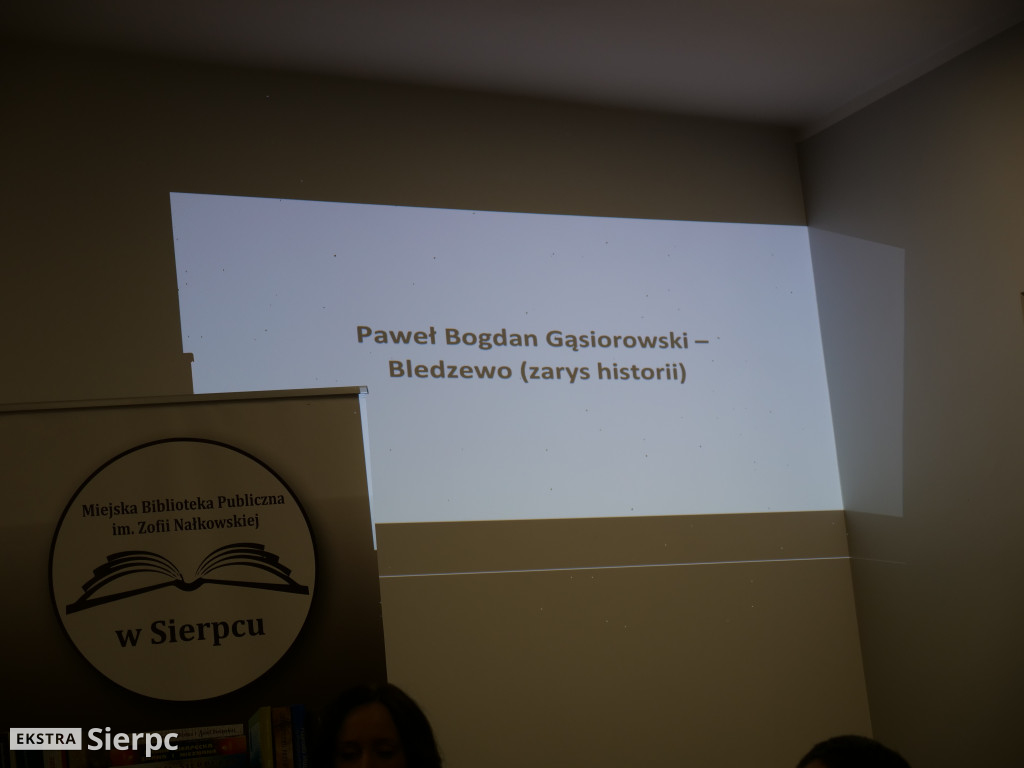 Paweł Bogdan Gąsiorowski –
Bledzewo (zarys historii)
Miejska Biblioteka Publiczna
im. Zofii Nałkowskiej
w Sierpcu
EKSTRA Sierpc